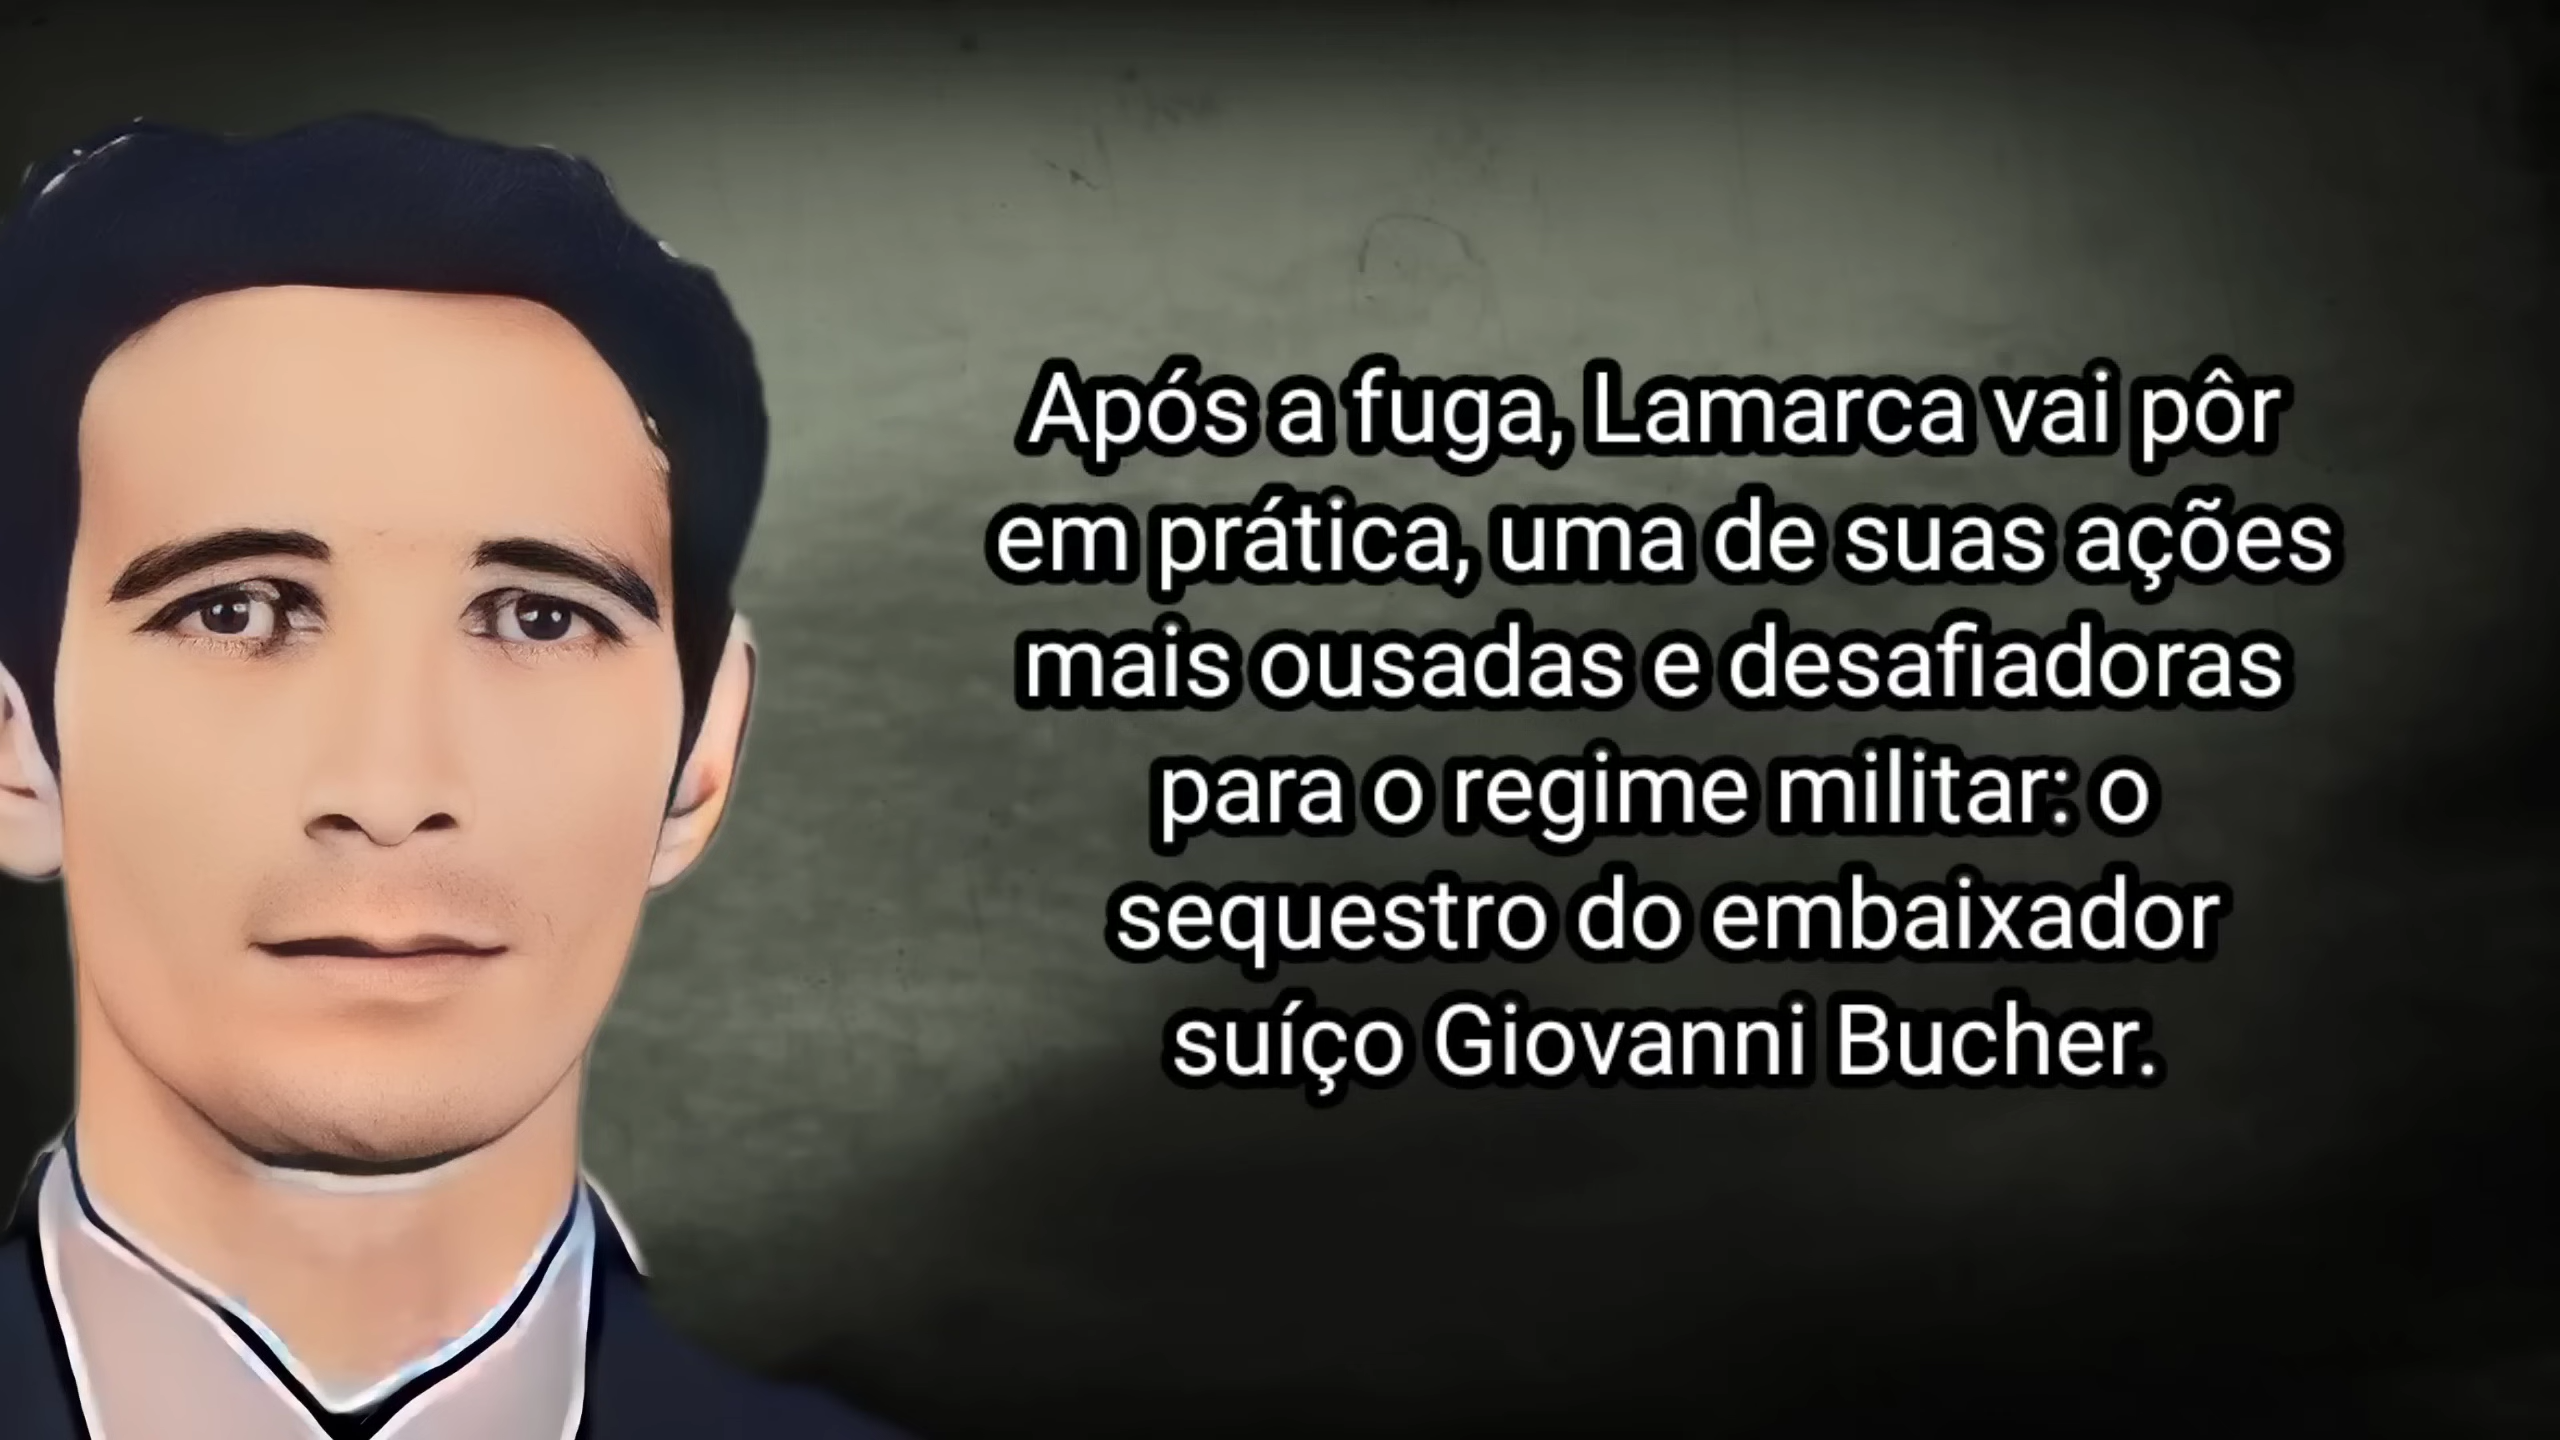 Após a fuga, Lamarca vai pôr
em prática, uma de suas ações
mais ousadas e desafiadoras
para o regime militar: o
sequestro do embaixador
suíço Giovanni Bucher.